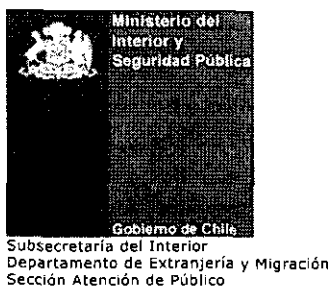 Ministerio del
Interior y
Seguridad Pública
Gobierno de Chile
Subsecretaría del Interior
Departamento de Extranjería y Migración
Sección Atención de Público